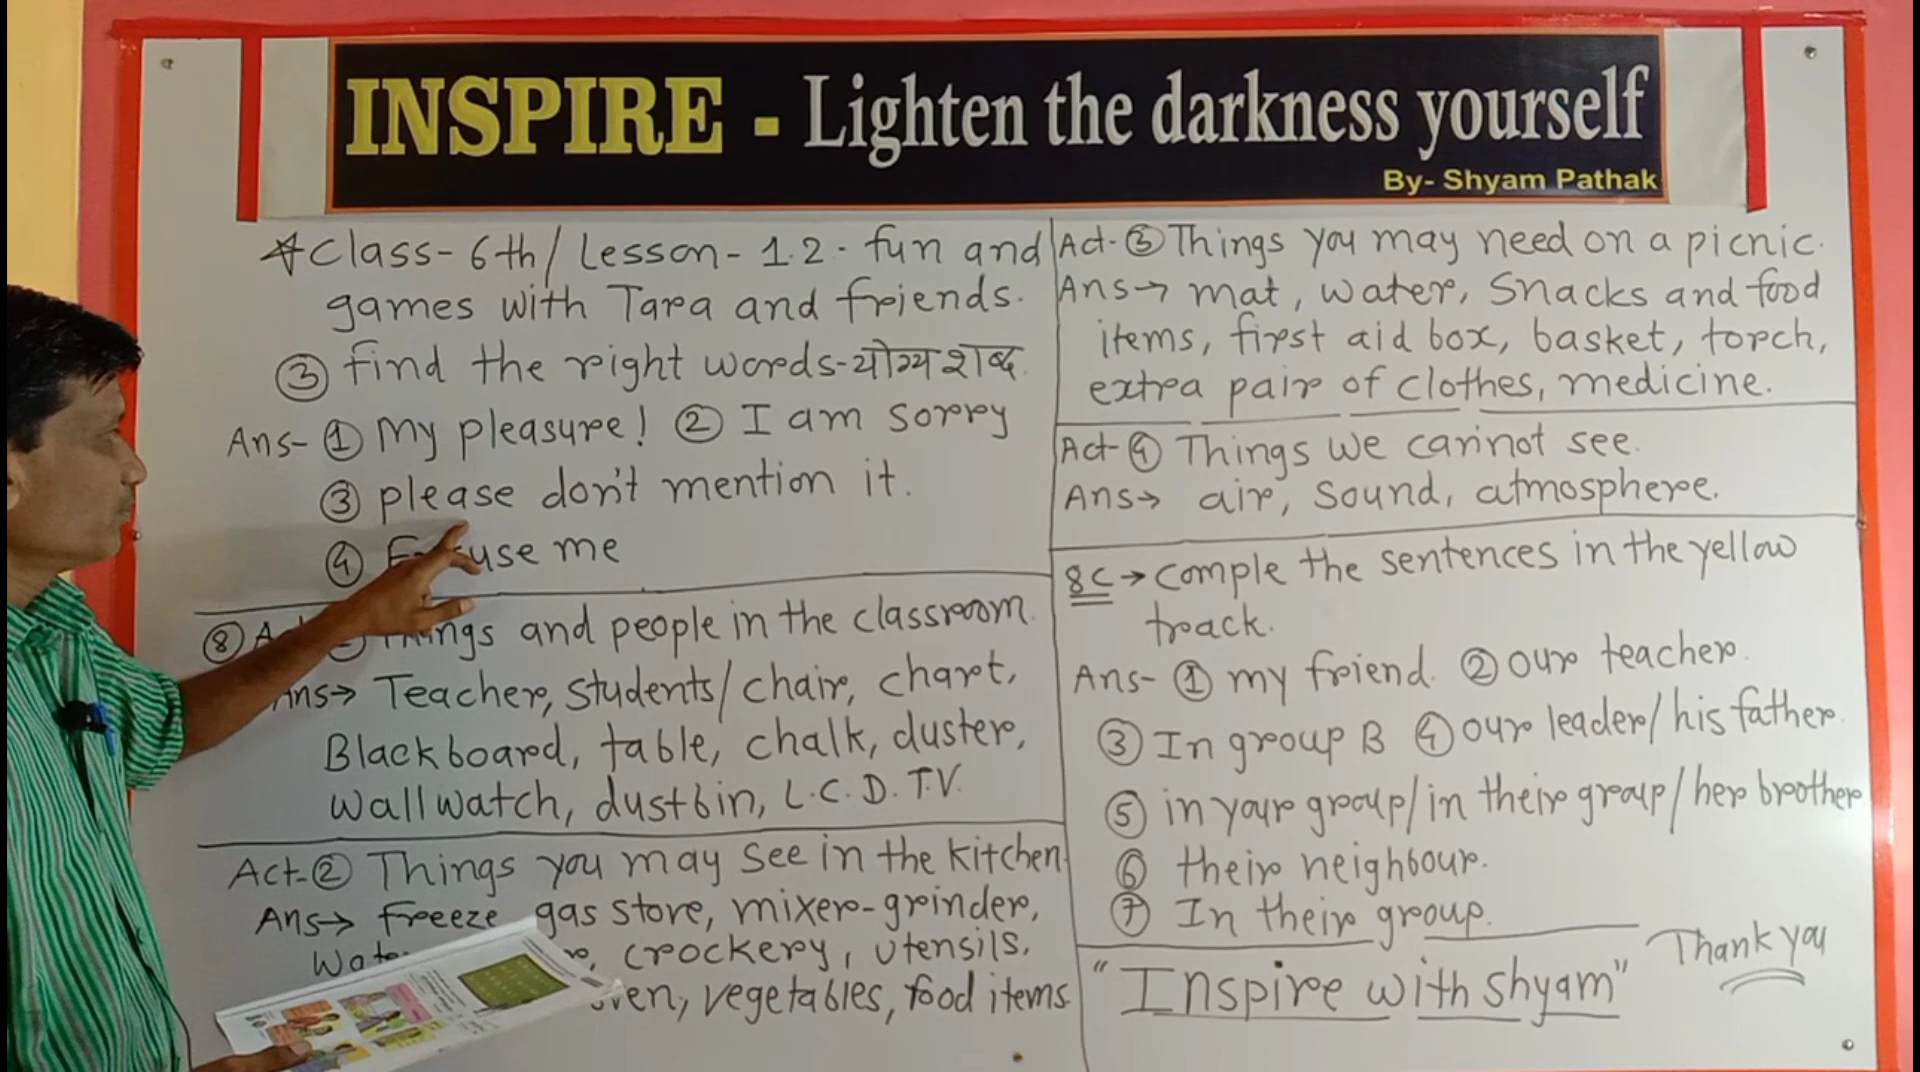 INSPIRE - Lighten the darkness yourself
By- Shyam Pathak
Class- 6th/ Lesson- 1.2. fun and
games with Tara and friends.
③ find the right words-योग्य शब्द
Ans- ① My pleasure! ② I am sorry
③ please don't mention it.
④ me
⑧ Things and people in the classroom
Ans→ Teacher, students/ chair, chart,
Blackboard, table, chalk, duster,
wallwatch, dustbin, L.C.D. T.V.
Act-② Things you may see in the kitchen
Ans→ freeze gas store, mixer-grinder,
crockery, utensils.
vegetables, food items
Act-③ Things you may need on a picnic.
Ans→ mat, water, snacks and food
items, first aid box, basket, torch,
extra pair of clothes, medicine.
Act-④ Things we cannot see.
Ans→ air, sound, atmosphere.
8C→ comple the sentences in the yellow
track.
Ans- ① my friend. ② our teacher.
③ In group B ④ our leader/ his father.
⑤ in your group/in their group/ her brother
⑥ their neighbour.
⑦ In their group.
"Inspire with shyam"
Thank you